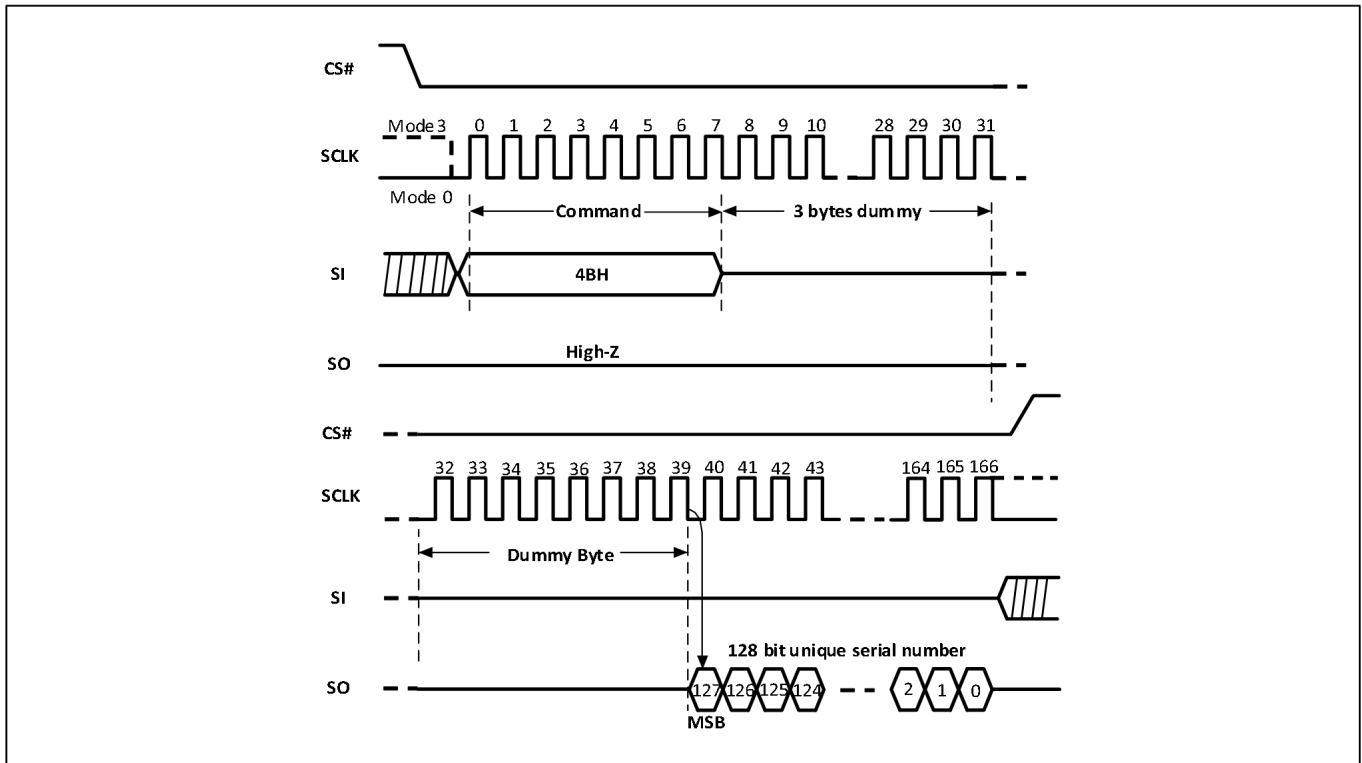 CS#
Mode 3 0 1 2 3 4 5 6 7 8 9 10 28 29 30 31
SCLK
Mode 0
Command 3 bytes dummy
SI 4BH
High-Z
SO
CS#
32 33 34 35 36 37 38 39 40 41 42 43 164 165 166
SCLK
Dummy Byte
SI
128 bit unique serial number
SO 127 126 125 124 2 1 0
MSB